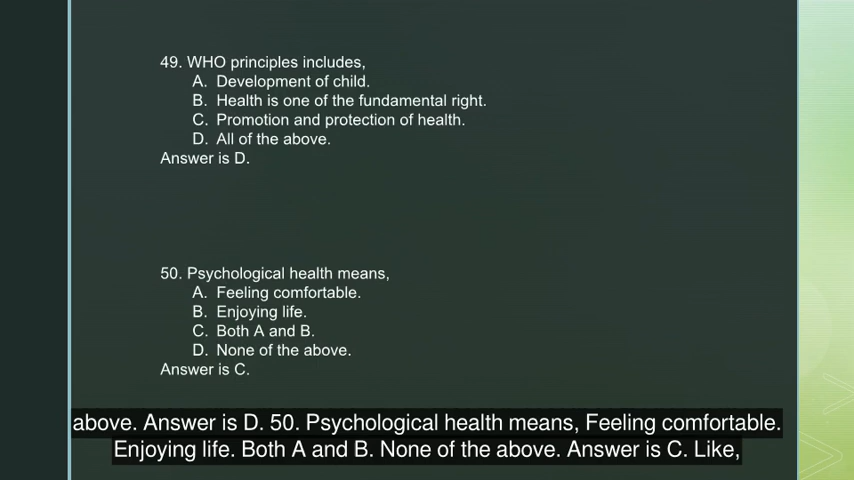 49. WHO principles includes,
A. Development of child.
B. Health is one of the fundamental right.
C. Promotion and protection of health.
D. All of the above.
Answer is D.
50. Psychological health means,
A. Feeling comfortable.
B. Enjoying life.
C. Both A and B.
D. None of the above.
Answer is C.
above. Answer is D. 50. Psychological health means, Feeling comfortable.
Enjoying life. Both A and B. None of the above. Answer is C. Like,